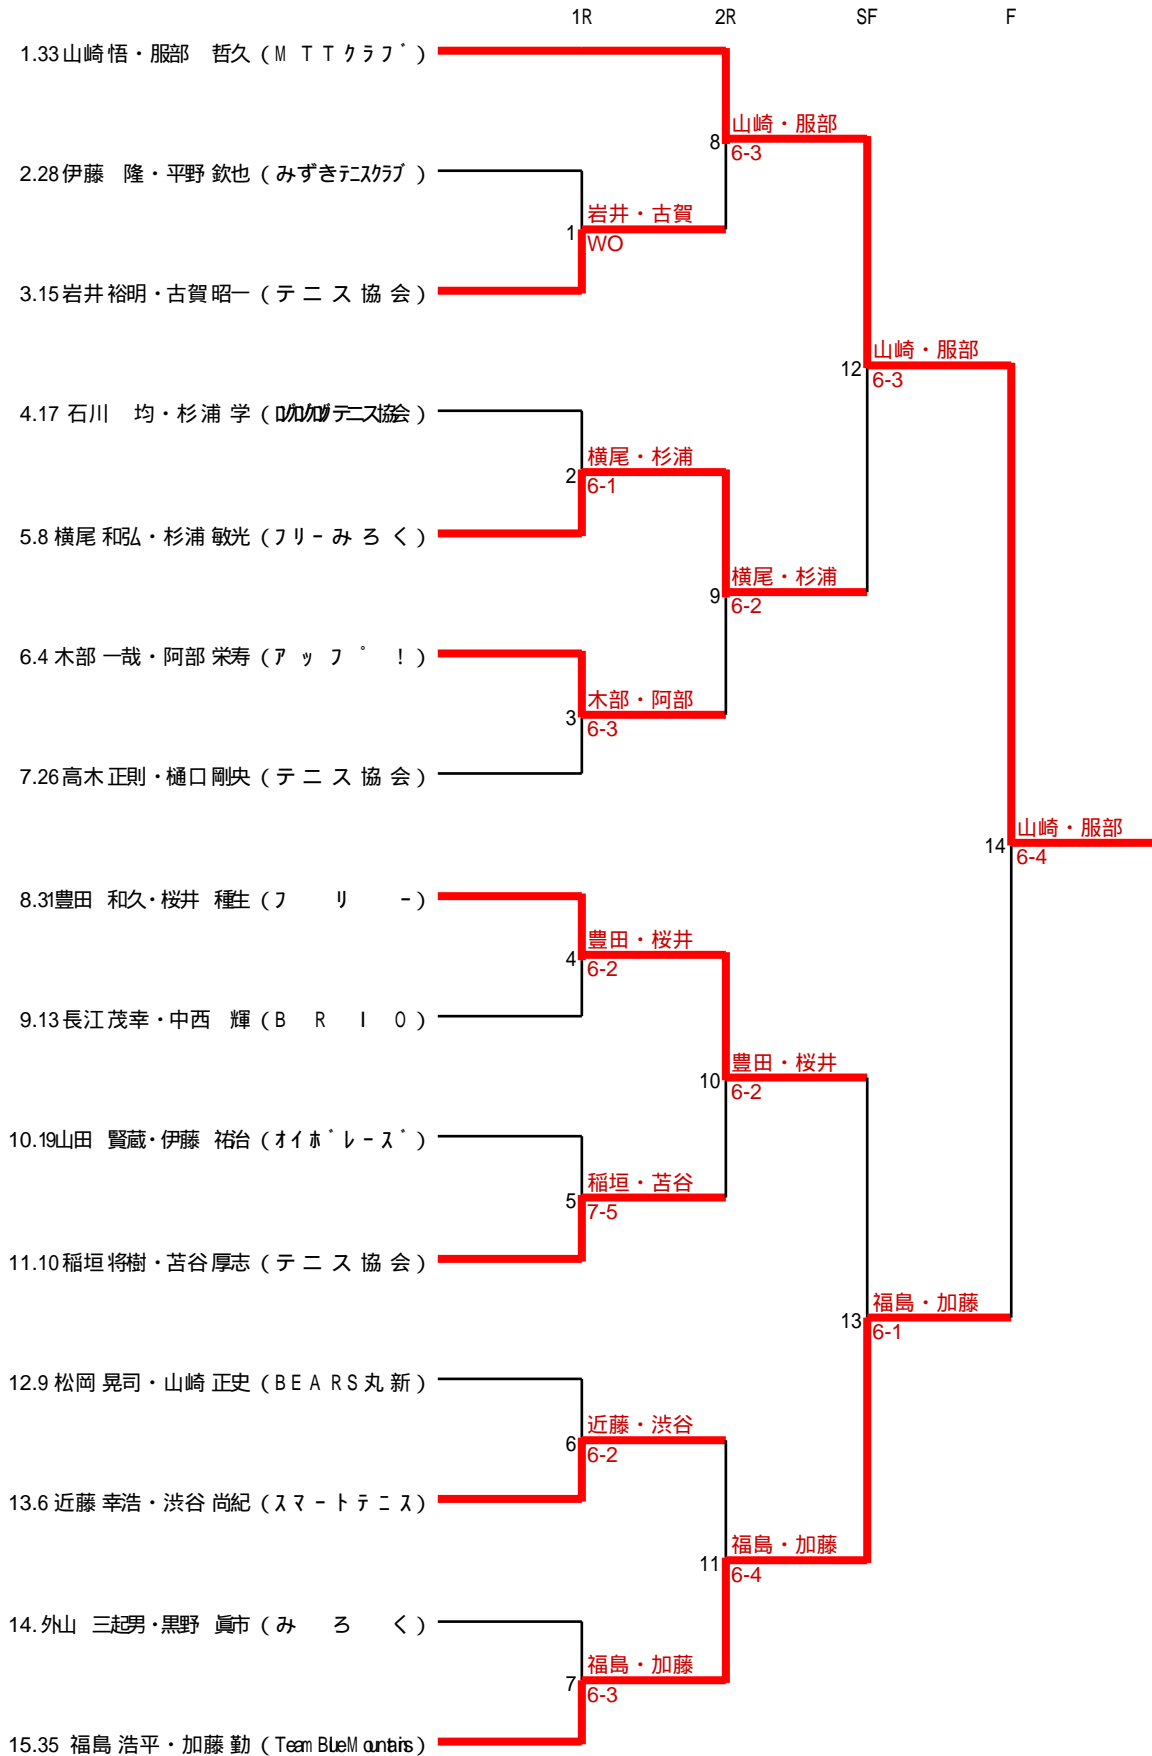 1R 2R SF F
1.33 山崎 悟・服部 哲久 (ＭＴＴクラブ)
山崎・服部
8
6-3
2.28 伊藤 隆・平野 欽也 (みずきテニスクラブ)
岩井・古賀
1
WO
3.15 岩井 裕明・古賀 昭一 (テニス協会)
山崎・服部
12
6-3
4.17 石川 均・杉浦 学 (テニス協会)
横尾・杉浦
2
6-1
5.8 横尾 和弘・杉浦 敏光 (フリーみろく)
横尾・杉浦
9
6-2
6.4 木部 一哉・阿部 栄寿 (アップ！)
木部・阿部
3
6-3
7.26 高木 正則・樋口 剛央 (テニス協会)
山崎・服部
14
6-4
8.31 豊田 和久・桜井 種生 (フリー)
豊田・桜井
4
6-2
9.13 長江 茂幸・中西 輝 (ＢＲＩＯ)
豊田・桜井
10
6-2
10.19 山田 賢蔵・伊藤 祐治 (オイボレーズ)
稲垣・苫谷
5
7-5
11.10 稲垣 将樹・苫谷 厚志 (テニス協会)
福島・加藤
13
6-1
12.9 松岡 晃司・山崎 正史 (ＢＥＡＲＳ丸新)
近藤・渋谷
6
6-2
13.6 近藤 幸浩・渋谷 尚紀 (スマートテニス)
福島・加藤
11
6-4
14. 外山 三起男・黒野 眞市 (みろく)
福島・加藤
7
6-3
15.35 福島 浩平・加藤 勤 (Team BlueMountains)